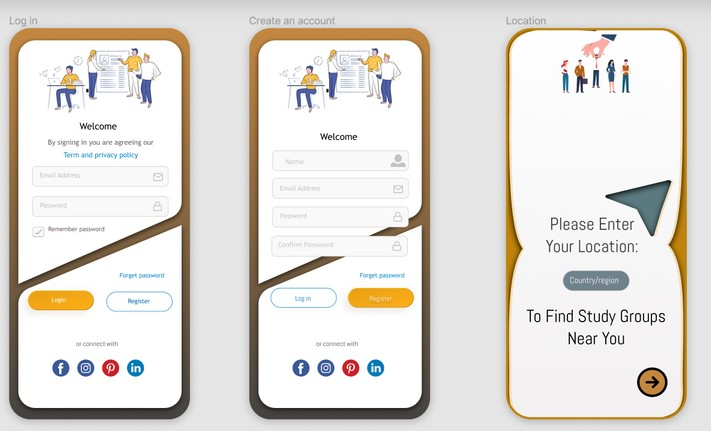 Log in
Welcome
By signing in you are agreeing our
Term and privacy policy
Email Address
Password
Remember password
Forget password
Login
Register
or connect with
Create an account
Welcome
Name
Email Address
Password
Confirm Password
Forget password
Log in
Register
or connect with
Location
Please Enter
Your Location:
Country/region
To Find Study Groups
Near You